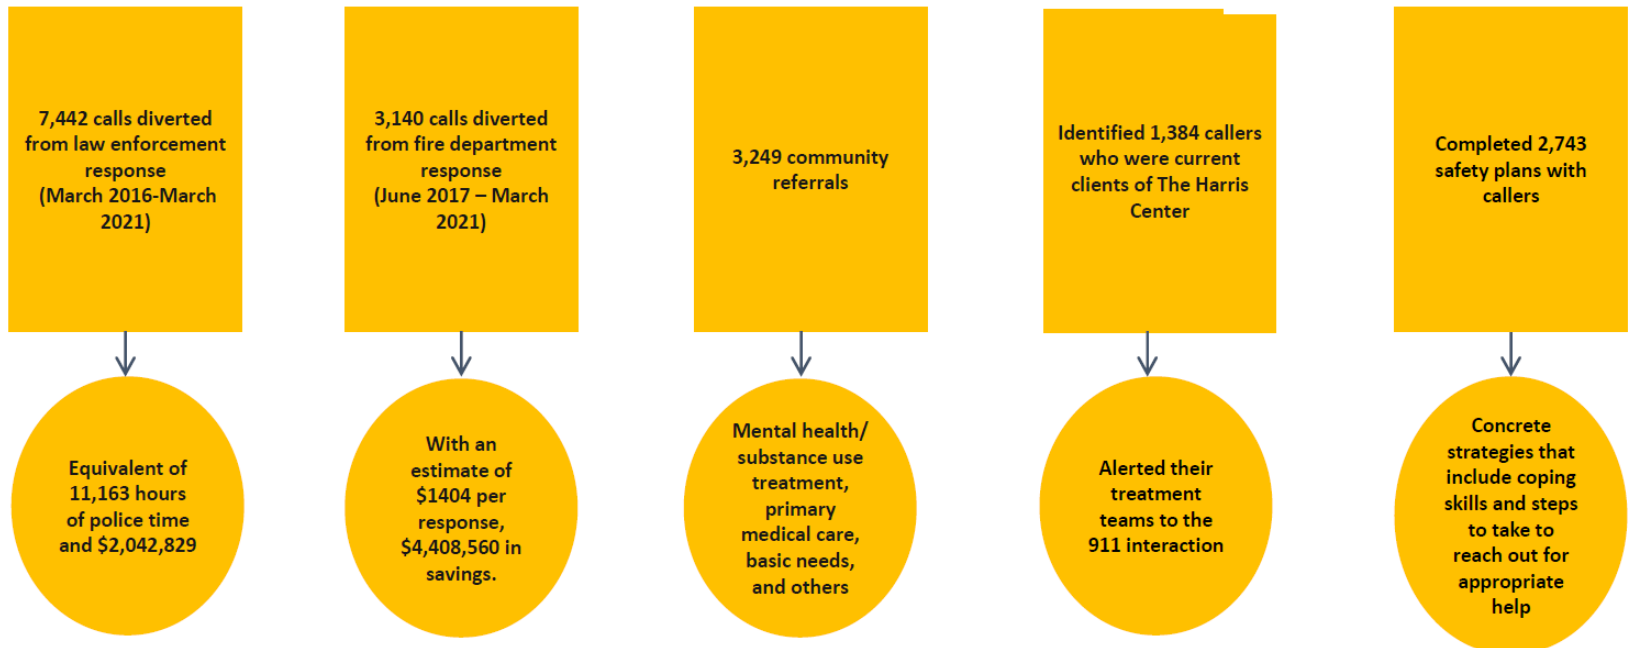 7,442 calls diverted
from law enforcement
response
(March 2016-March
2021)
Equivalent of
11,163 hours
of police time
and $2,042,829
3,140 calls diverted
from fire department
response
(June 2017 – March
2021)
With an
estimate of
$1404 per
response,
$4,408,560 in
savings.
3,249 community
referrals
Mental health/
substance use
treatment,
primary
medical care,
basic needs,
and others
Identified 1,384 callers
who were current
clients of The Harris
Center
Alerted their
treatment
teams to the
911 interaction
Completed 2,743
safety plans with
callers
Concrete
strategies that
include coping
skills and steps
to take to
reach out for
appropriate
help